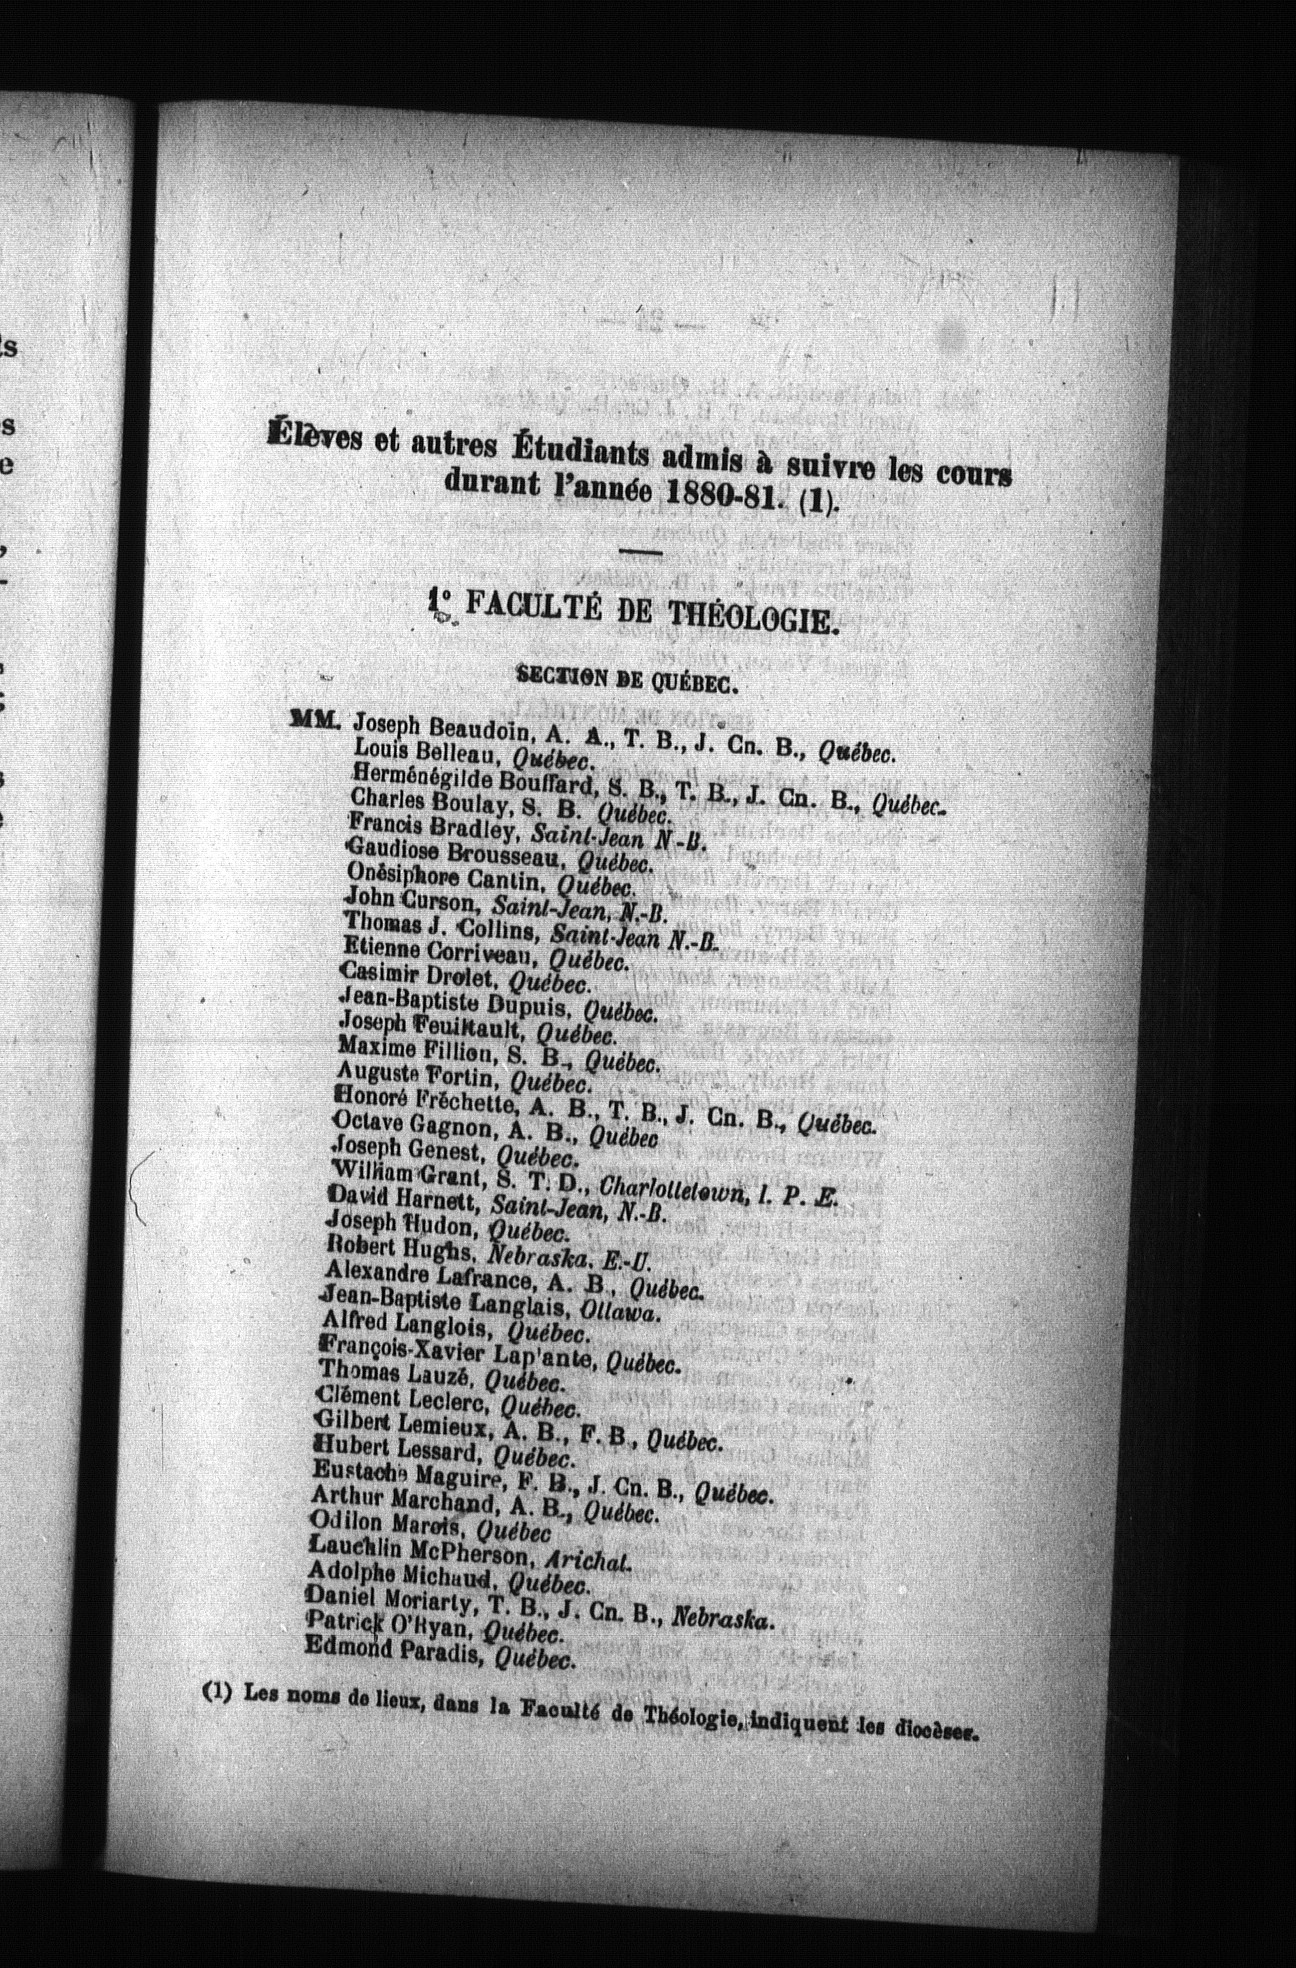 Élèves et autres Étudiants admis à suivre les cours
durant l'année 1880-81. (1).
1° FACULTÉ DE THÉOLOGIE.
SECTION DE QUÉBEC.
MM. Joseph Beaudoin, A. A., T. B., J. Cn. B., Québec.
Louis Belleau, Québec.
Herménégilde Bouffard, S. B., T. B., J. Cn. B., Québec.
Charles Boulay, S. B. Québec.
Francis Bradley, Saint-Jean N-B.
Gaudiose Brousseau, Québec.
Onésiphore Cantin, Québec.
John Curson, Saint-Jean, N.-B.
Thomas J. Collins, Saint-Jean N.-B.
Etienne Corriveau, Québec.
Casimir Drolet, Québec.
Jean-Baptiste Dupuis, Québec.
Joseph Feuiltault, Québec.
Maxime Fillion, S. B., Québec.
Auguste Fortin, Québec.
Honoré Fréchette, A. B., T. B., J. Cn. B., Québec.
Octave Gagnon, A. B., Québec
Joseph Genest, Québec.
William Grant, S. T. D., Charlottetown, I. P. E.
David Harnett, Saint-Jean, N.-B.
Joseph Hudon, Québec.
Robert Hughs, Nebraska, E.-U.
Alexandre Lafrance, A. B., Québec.
Jean-Baptiste Langlais, Ottawa.
Alfred Langlois, Québec.
François-Xavier Lap'ante, Québec.
Thomas Lauzé, Québec.
Clément Leclerc, Québec.
Gilbert Lemieux, A. B., F. B., Québec.
Hubert Lessard, Québec.
Eustache Maguire, F. B., J. Cn. B., Québec.
Arthur Marchand, A. B., Québec.
Odilon Marois, Québec
Lauchlin McPherson, Arichat.
Adolphe Michaud, Québec.
Daniel Moriarty, T. B., J. Cn. B., Nebraska.
Patrick O'Ryan, Québec.
Edmond Paradis, Québec.
(1) Les noms de lieux, dans la Faculté de Théologie, indiquent les diocèses.